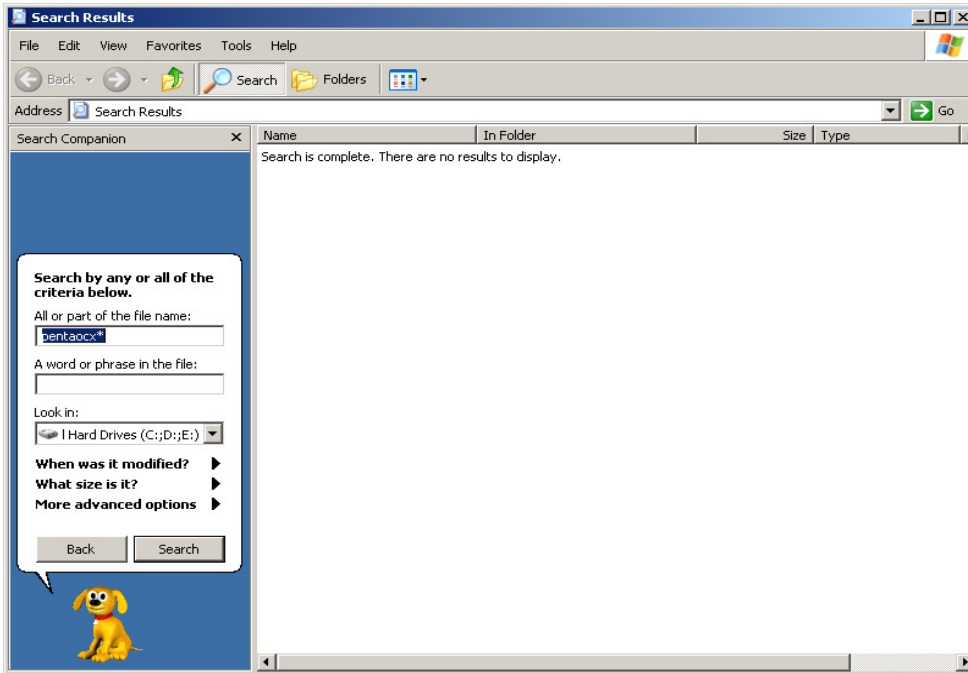 Search Results
File Edit View Favorites Tools Help
Back Search Folders
Address Search Results Go
Search Companion
Name In Folder Size Type
Search is complete. There are no results to display.
Search by any or all of the
criteria below.
All or part of the file name:
pentaocx*
A word or phrase in the file:
Look in:
l Hard Drives (C:;D:;E:)
When was it modified?
What size is it?
More advanced options
Back Search